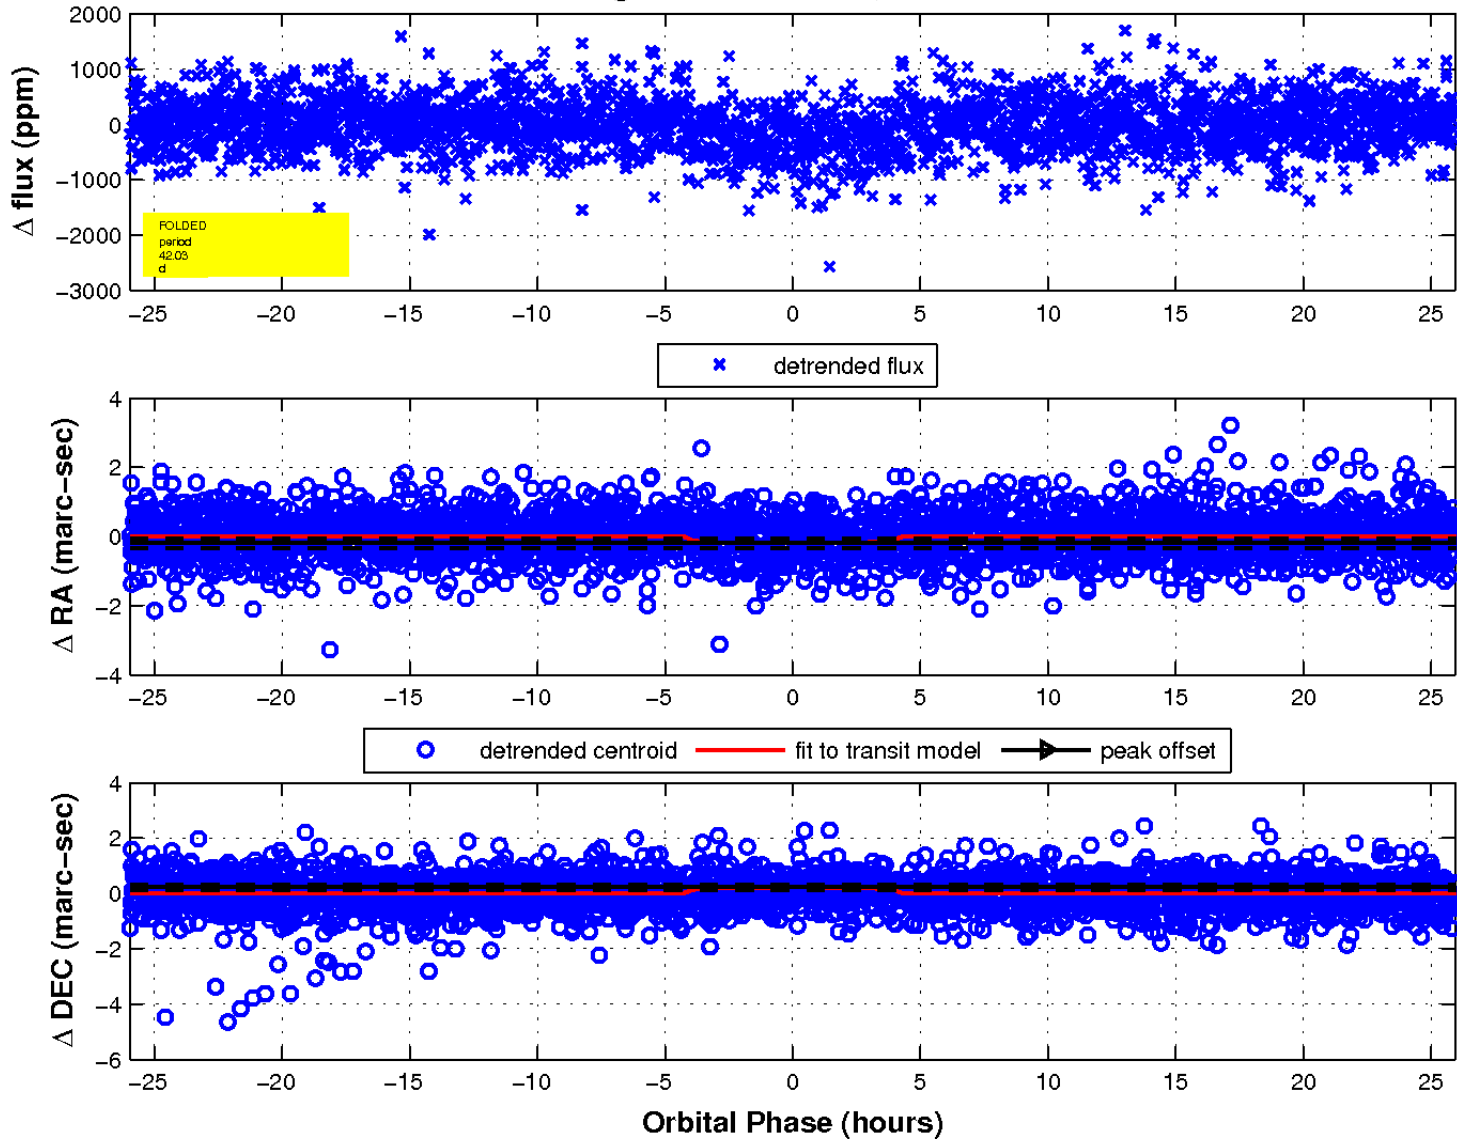 2000
1000
0
−1000
−2000
−3000
Δ flux (ppm)
FOLDED
period
42.03
d
−25 −20 −15 −10 −5 0 5 10 15 20 25
detrended flux
4
2
0
−2
−4
Δ RA (marc−sec)
−25 −20 −15 −10 −5 0 5 10 15 20 25
detrended centroid fit to transit model peak offset
4
2
0
−2
−4
−6
Δ DEC (marc−sec)
−25 −20 −15 −10 −5 0 5 10 15 20 25
Orbital Phase (hours)